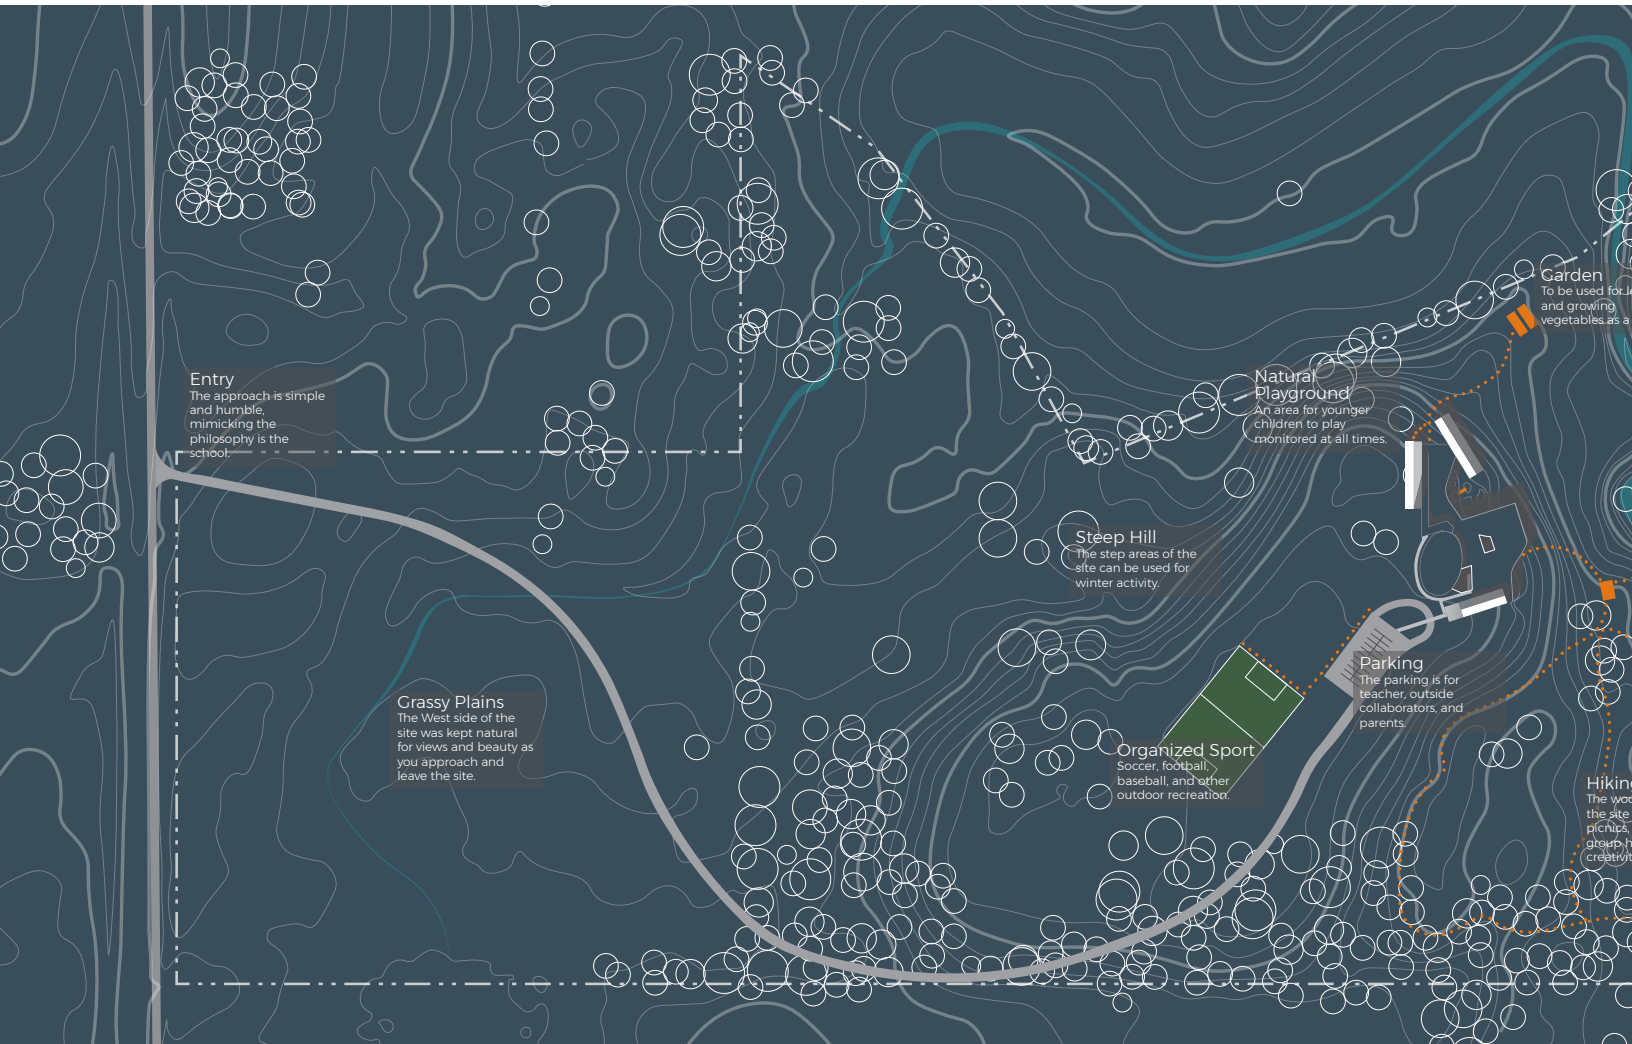 Garden
To be used for
and growing
vegetables as a
Entry
The approach is simple
and humble,
mimicking the
philosophy is the
school.
Natural
Playground
An area for younger
children to play
monitored at all times.
Steep Hill
The step areas of the
site can be used for
winter activity.
Parking
The parking is for
teacher, outside
collaborators, and
parents.
Grassy Plains
The West side of the
site was kept natural
for views and beauty as
you approach and
leave the site.
Organized Sport
Soccer, football,
baseball, and other
outdoor recreation.
Hiking
The
the site
picnics,
group